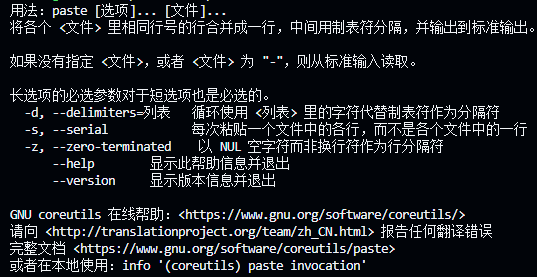 用法：paste [选项]... [文件]...
将各个 <文件> 里相同行号的行合并成一行，中间用制表符分隔，并输出到标准输出。
如果没有指定 <文件>，或者 <文件> 为 "-"，则从标准输入读取。
长选项的必选参数对于短选项也是必选的。
-d, --delimiters=列表 循环使用 <列表> 里的字符代替制表符作为分隔符
-s, --serial 每次粘贴一个文件中的各行，而不是各个文件中的一行
-z, --zero-terminated 以 NUL 空字符而非换行符作为行分隔符
--help 显示此帮助信息并退出
--version 显示版本信息并退出
GNU coreutils 在线帮助：<https://www.gnu.org/software/coreutils/>
请向 <http://translationproject.org/team/zh_CN.html> 报告任何翻译错误
完整文档 <https://www.gnu.org/software/coreutils/paste>
或者在本地使用：info '(coreutils) paste invocation'